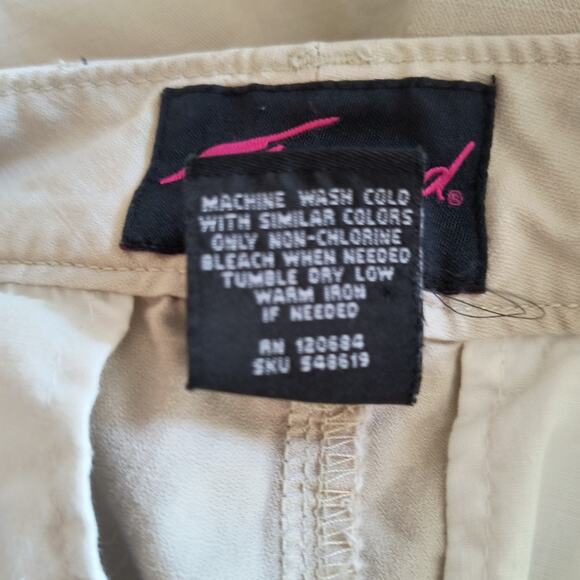 d®
MACHINE WASH COLD
WITH SIMILAR COLORS
ONLY NON-CHLORINE
BLEACH WHEN NEEDED
TUMBLE DRY LOW
WARM IRON
IF NEEDED
RN 120684
SKU 548619